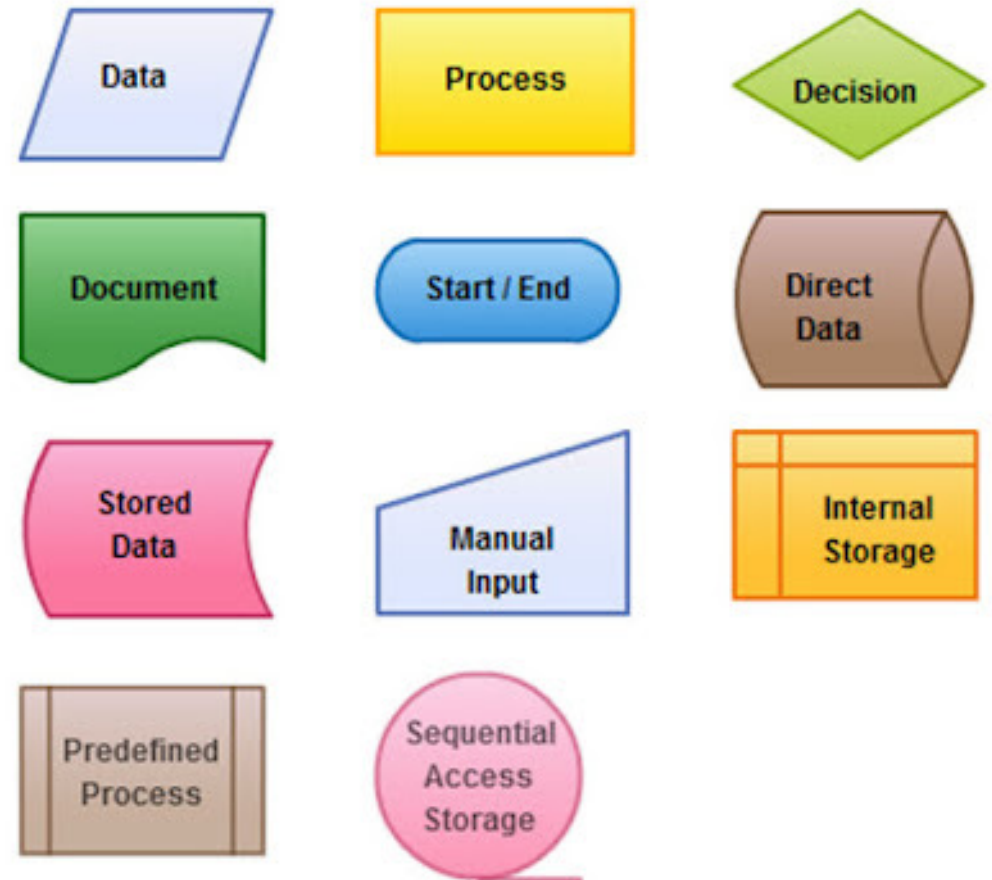 Data
Process
Decision
Document
Start / End
Direct
Data
Stored
Data
Manual
Input
Internal
Storage
Predefined
Process
Sequential
Access
Storage